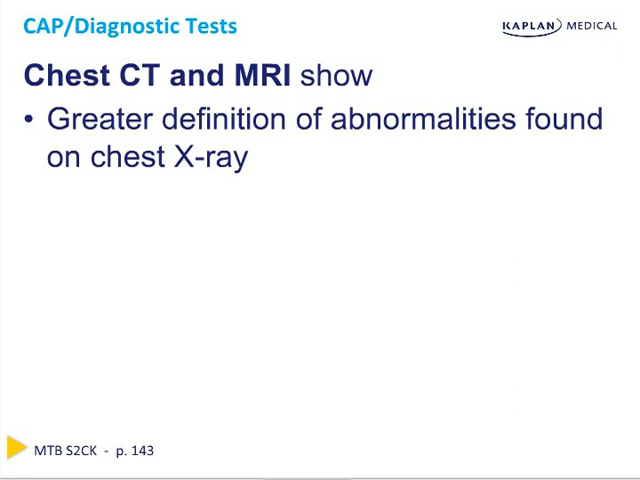 CAP/Diagnostic Tests
KAPLAN MEDICAL
Chest CT and MRI show
• Greater definition of abnormalities found
on chest X-ray
MTB S2CK - p. 143